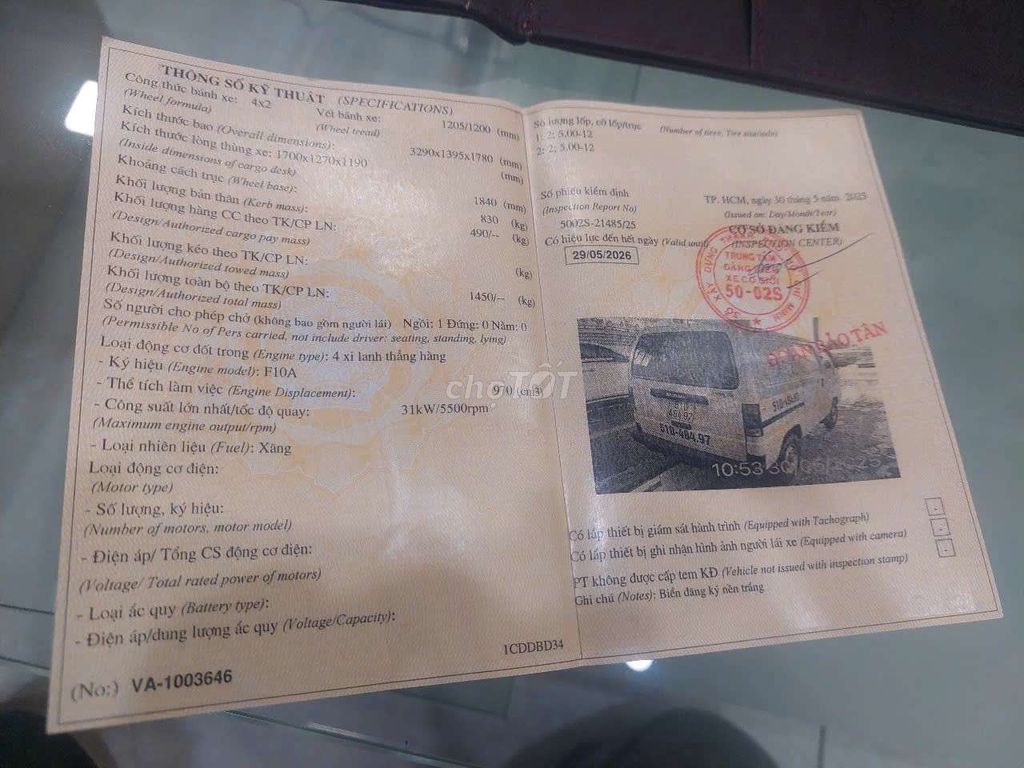 THÔNG SỐ KỸ THUẬT (SPECIFICATIONS)
Công thức bánh xe: 4x2 Vết bánh xe: 1205/1200 (mm)
(Wheel formula) (Wheel tread)
Kích thước bao (Overall dimensions): 3290x1395x1780 (mm)
Kích thước lòng thùng xe: 1700x1270x1190 (mm)
(Inside dimensions of cargo desk)
Khoảng cách trục (Wheel base): 1840 (mm)
Khối lượng bản thân (Kerb mass): 830 (kg)
Khối lượng hàng CC theo TK/CP LN: 490/-- (kg)
(Design/Authorized cargo pay mass)
Khối lượng kéo theo TK/CP LN: (kg)
(Design/Authorized towed mass)
Khối lượng toàn bộ theo TK/CP LN: 1450/-- (kg)
(Design/Authorized total mass)
Số người cho phép chở (không bao gồm người lái) Ngồi: 1 Đứng: 0 Nằm: 0
(Permissible No of Pers carried, not include driver: seating, standing, lying)
Loại động cơ đốt trong (Engine type): 4 xi lanh thẳng hàng
- Ký hiệu (Engine model): F10A
- Thể tích làm việc (Engine Displacement): 970 (cm3)
- Công suất lớn nhất/tốc độ quay: 31kW/5500rpm
(Maximum engine output/rpm)
- Loại nhiên liệu (Fuel): Xăng
Loại động cơ điện:
(Motor type)
- Số lượng, ký hiệu:
(Number of motors, motor model)
- Điện áp/ Tổng CS động cơ điện:
(Voltage/ Total rated power of motors)
- Loại ắc quy (Battery type):
- Điện áp/dung lượng ắc quy (Voltage/Capacity):
1CDDBD34
(No:) VA-1003646
Số lượng lốp, cỡ lốp/trục (Number of tires, Tire size/axle)
1: 2; 5.00-12
2: 2; 5.00-12
Số phiếu kiểm định
(Inspection Report No)
5002S-21485/25
Có hiệu lực đến hết ngày (Valid until)
29/05/2026
TP. HCM, ngày 30 tháng 5 năm 2025
(Issued on: Day/Month/Year)
CƠ SỞ ĐĂNG KIỂM
(INSPECTION CENTER)
TRUNG TÂM
ĐĂNG KIỂM
XE CƠ GIỚI
50-02S
51D-484.97
10:53 30/05/2025
Có lắp thiết bị giám sát hành trình (Equipped with Tachograph)
Có lắp thiết bị ghi nhận hình ảnh người lái xe (Equipped with camera)
PT không được cấp tem KĐ (Vehicle not issued with inspection stamp)
Ghi chú (Notes): Biển đăng ký nền trắng
chợTỐT